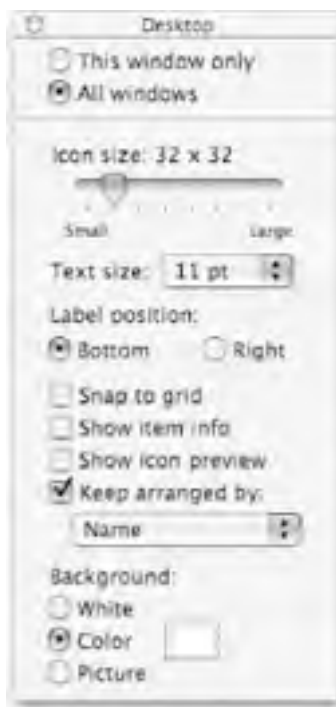 Desktop
This window only
All windows
Icon size: 32 x 32
Small Large
Text size: 11 pt
Label position:
Bottom Right
Snap to grid
Show item info
Show icon preview
Keep arranged by:
Name
Background:
White
Color
Picture